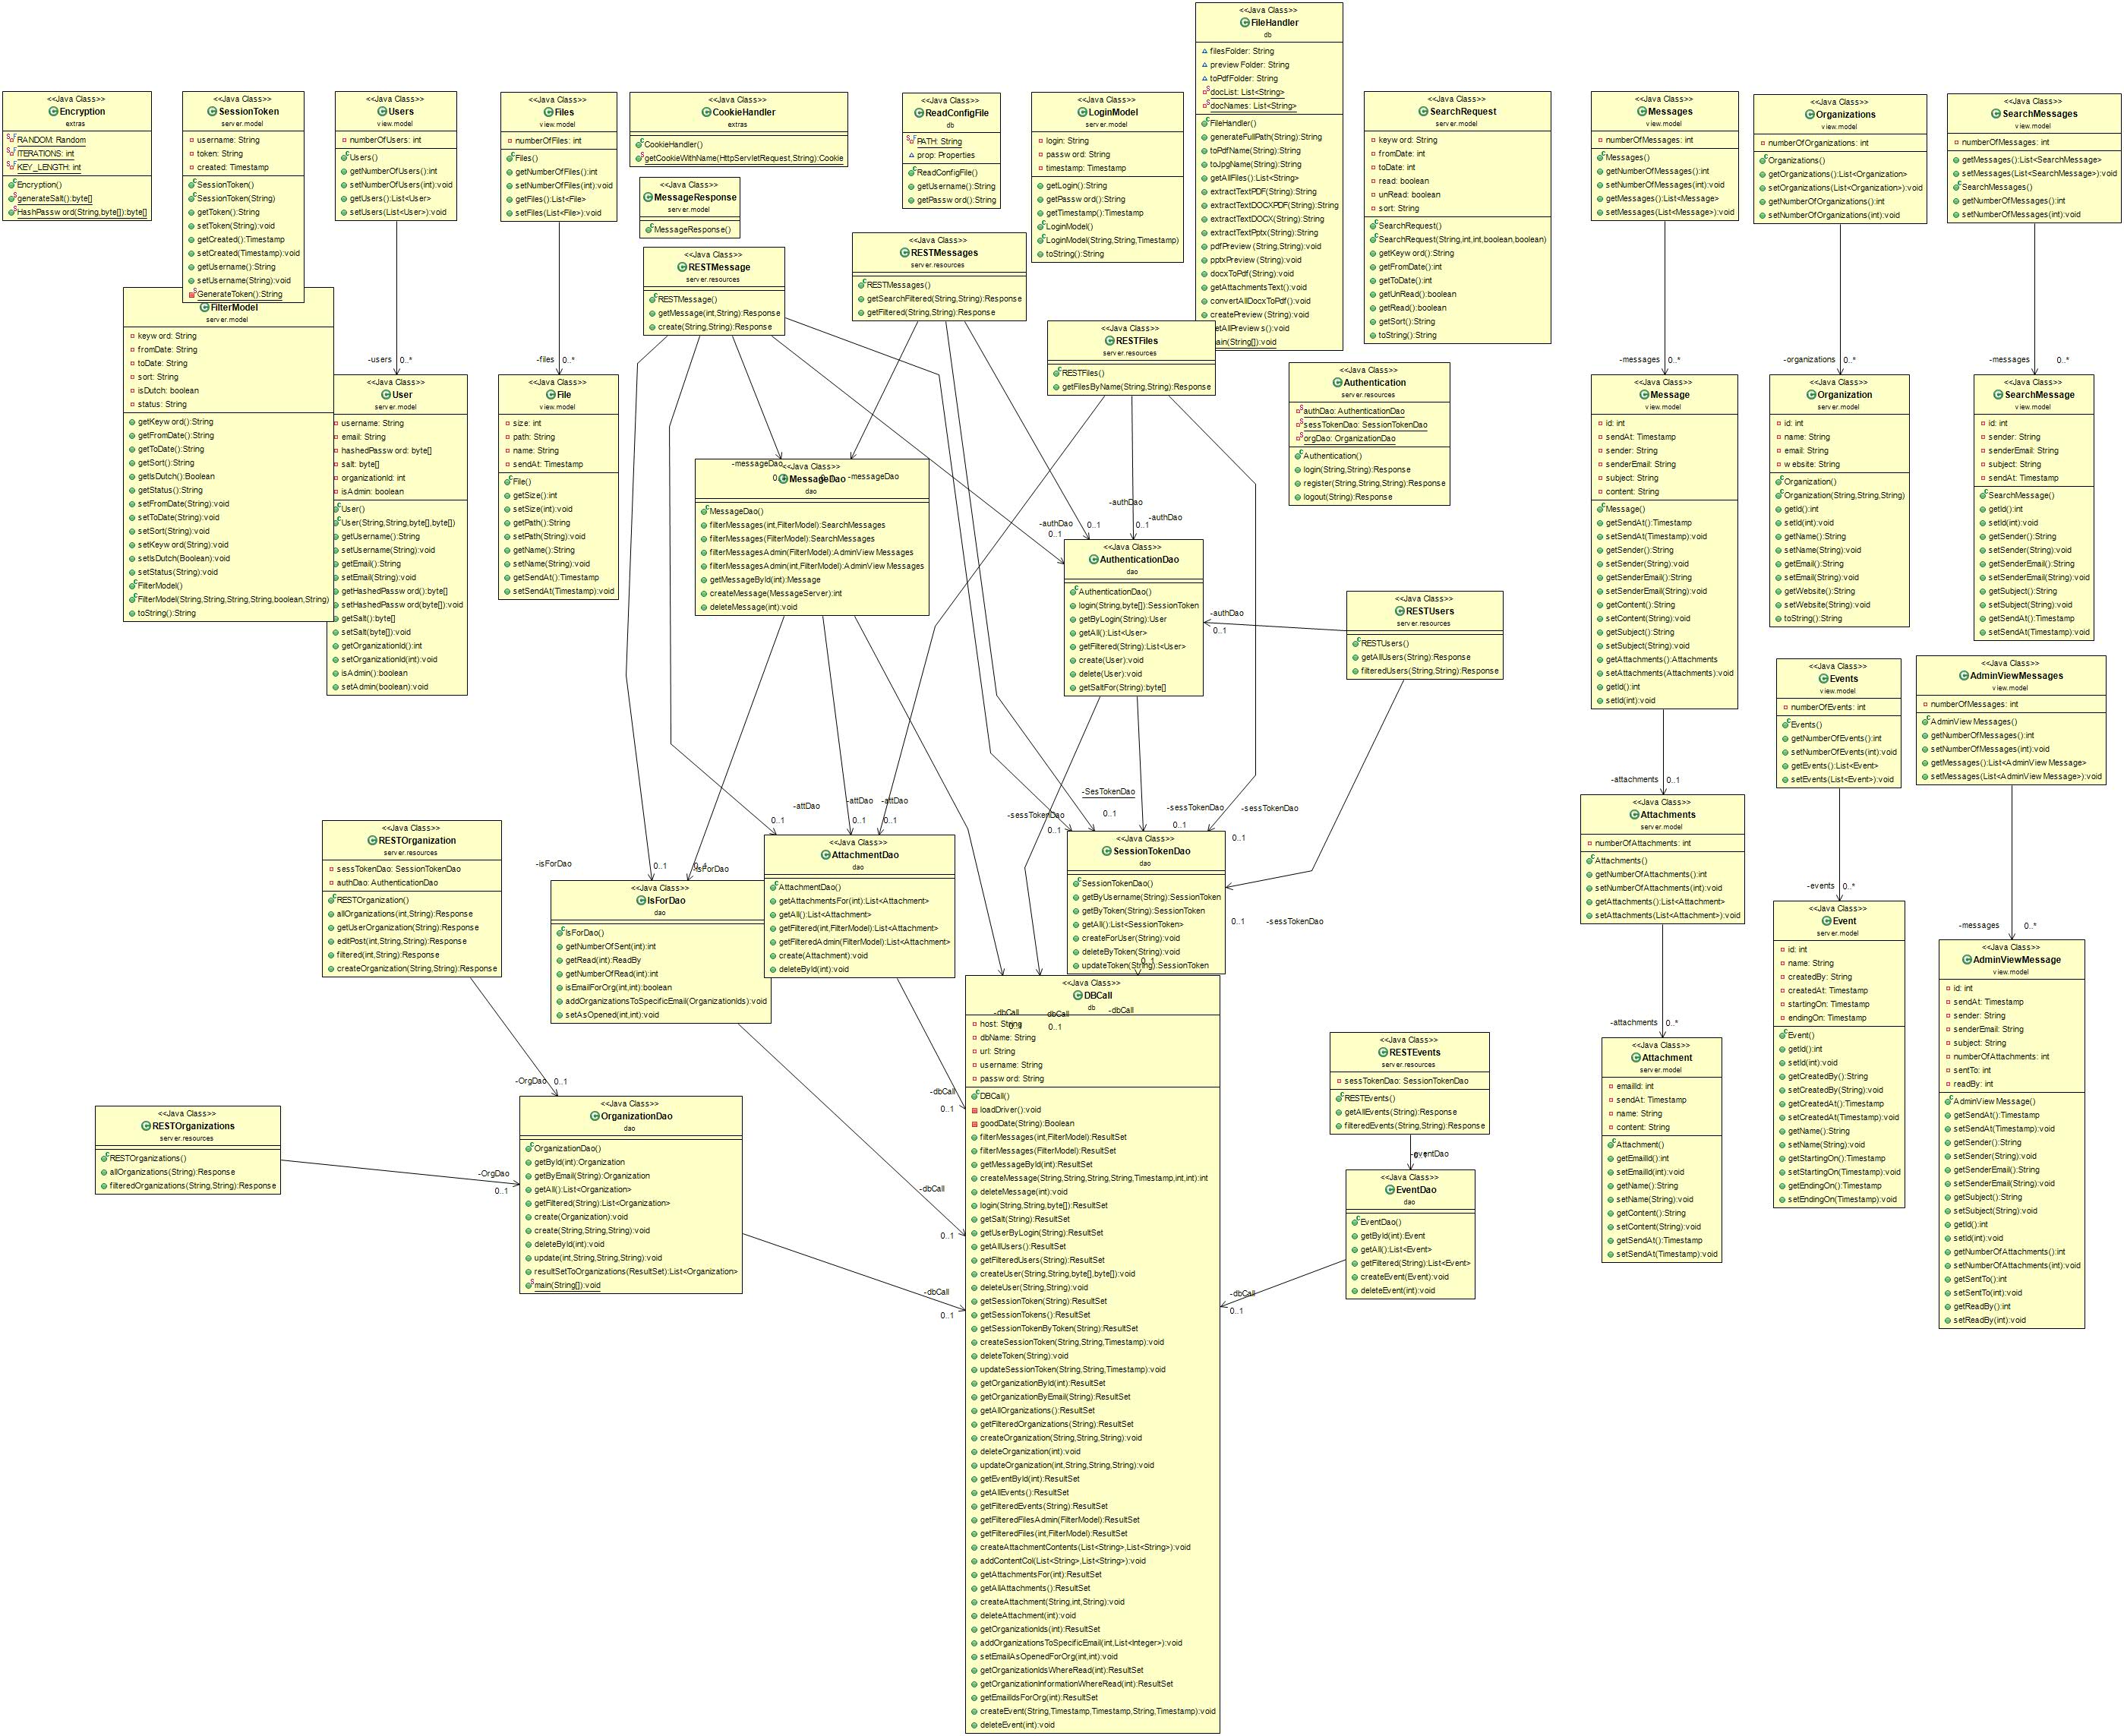 <<Java Class>>
FileHandler
db
filesFolder: String
preview Folder: String
toPdfFolder: String
docList: List<String>
docNames: List<String>
FileHandler()
generateFullPath(String):String
toPdfName(String):String
toJpgName(String):String
getAllFiles():List<String>
extractTextPDF(String):String
extractTextDOCXPDF(String):String
extractTextDOCX(String):String
extractTextPptx(String):String
pdfPreview (String,String):void
pptxPreview (String):void
docxToPdf(String):void
getAttachmentsText():void
convertAllDocxToPdf():void
createPreview (String):void
etAllPreview s():void
ain(String[]):void
<<Java Class>>
Encryption
extras
RANDOM: Random
ITERATIONS: int
KEY_LENGTH: int
Encryption()
generateSalt():byte[]
HashPassw ord(String,byte[]):byte[]
<<Java Class>>
SessionToken
server.model
username: String
token: String
created: Timestamp
SessionToken()
SessionToken(String)
getToken():String
setToken(String):void
getCreated():Timestamp
setCreated(Timestamp):void
getUsername():String
setUsername(String):void
GenerateToken():String
<<Java Class>>
Users
view.model
numberOfUsers: int
Users()
getNumberOfUsers():int
setNumberOfUsers(int):void
getUsers():List<User>
setUsers(List<User>):void
<<Java Class>>
Files
view.model
numberOfFiles: int
Files()
getNumberOfFiles():int
setNumberOfFiles(int):void
getFiles():List<File>
setFiles(List<File>):void
<<Java Class>>
CookieHandler
extras
CookieHandler()
getCookieWithName(HttpServletRequest,String):Cookie
<<Java Class>>
MessageResponse
server.model
MessageResponse()
<<Java Class>>
ReadConfigFile
db
PATH: String
prop: Properties
ReadConfigFile()
getUsername():String
getPassw ord():String
<<Java Class>>
LoginModel
server.model
login: String
passw ord: String
timestamp: Timestamp
getLogin():String
getPassw ord():String
getTimestamp():Timestamp
LoginModel()
LoginModel(String,String,Timestamp)
toString():String
<<Java Class>>
SearchRequest
server.model
keyw ord: String
fromDate: int
toDate: int
read: boolean
unRead: boolean
sort: String
SearchRequest()
SearchRequest(String,int,int,boolean,boolean)
getKeyw ord():String
getFromDate():int
getToDate():int
getUnRead():boolean
getRead():boolean
getSort():String
toString():String
<<Java Class>>
Messages
view.model
numberOfMessages: int
Messages()
getNumberOfMessages():int
setNumberOfMessages(int):void
getMessages():List<Message>
setMessages(List<Message>):void
<<Java Class>>
Organizations
view.model
numberOfOrganizations: int
Organizations()
getOrganizations():List<Organization>
setOrganizations(List<Organization>):void
getNumberOfOrganizations():int
setNumberOfOrganizations(int):void
<<Java Class>>
SearchMessages
view.model
numberOfMessages: int
getMessages():List<SearchMessage>
setMessages(List<SearchMessage>):void
SearchMessages()
getNumberOfMessages():int
setNumberOfMessages(int):void
<<Java Class>>
RESTMessage
server.resources
RESTMessage()
getMessage(int,String):Response
create(String,String):Response
<<Java Class>>
RESTMessages
server.resources
RESTMessages()
getSearchFiltered(String,String):Response
getFiltered(String,String):Response
<<Java Class>>
RESTFiles
server.resources
RESTFiles()
getFilesByName(String,String):Response
FilterModel
server.model
keyw ord: String
fromDate: String
toDate: String
sort: String
isDutch: boolean
status: String
getKeyw ord():String
getFromDate():String
getToDate():String
getSort():String
getIsDutch():Boolean
getStatus():String
setFromDate(String):void
setToDate(String):void
setSort(String):void
setKeyw ord(String):void
setIsDutch(Boolean):void
setStatus(String):void
FilterModel()
FilterModel(String,String,String,String,boolean,String)
toString():String
-users 0..*
-files 0..*
-messages 0..*
-organizations 0..*
-messages 0..*
<<Java Class>>
User
server.model
username: String
email: String
hashedPassw ord: byte[]
salt: byte[]
organizationId: int
isAdmin: boolean
User()
User(String,String,byte[],byte[])
getUsername():String
setUsername(String):void
getEmail():String
setEmail(String):void
getHashedPassw ord():byte[]
setHashedPassw ord(byte[]):void
getSalt():byte[]
setSalt(byte[]):void
getOrganizationId():int
setOrganizationId(int):void
isAdmin():boolean
setAdmin(boolean):void
<<Java Class>>
File
view.model
size: int
path: String
name: String
sendAt: Timestamp
File()
getSize():int
setSize(int):void
getPath():String
setPath(String):void
getName():String
setName(String):void
getSendAt():Timestamp
setSendAt(Timestamp):void
<<Java Class>>
Authentication
server.resources
authDao: AuthenticationDao
sessTokenDao: SessionTokenDao
orgDao: OrganizationDao
Authentication()
login(String,String):Response
register(String,String,String):Response
logout(String):Response
<<Java Class>>
Message
view.model
id: int
sendAt: Timestamp
sender: String
senderEmail: String
subject: String
content: String
Message()
getSendAt():Timestamp
setSendAt(Timestamp):void
getSender():String
setSender(String):void
getSenderEmail():String
setSenderEmail(String):void
getContent():String
setContent(String):void
getSubject():String
setSubject(String):void
getAttachments():Attachments
setAttachments(Attachments):void
getId():int
setId(int):void
<<Java Class>>
Organization
view.model
id: int
name: String
email: String
w ebsite: String
Organization()
Organization(String,String,String)
getId():int
setId(int):void
getName():String
setName(String):void
getEmail():String
setEmail(String):void
getWebsite():String
setWebsite(String):void
toString():String
<<Java Class>>
SearchMessage
view.model
id: int
sender: String
senderEmail: String
subject: String
sendAt: Timestamp
SearchMessage()
getId():int
setId(int):void
getSender():String
setSender(String):void
getSenderEmail():String
setSenderEmail(String):void
getSubject():String
setSubject(String):void
getSendAt():Timestamp
setSendAt(Timestamp):void
-messageDao
-messageDao
<<Java Class>>
MessageDao
dao
MessageDao()
filterMessages(int,FilterModel):SearchMessages
filterMessages(FilterModel):SearchMessages
filterMessagesAdmin(FilterModel):AdminView Messages
filterMessagesAdmin(int,FilterModel):AdminView Messages
getMessageById(int):Message
createMessage(MessageServer):int
deleteMessage(int):void
-authDao
0..1
-authDao
0..1
-authDao
0..1
<<Java Class>>
AuthenticationDao
dao
AuthenticationDao()
login(String,byte[]):SessionToken
getByLogin(String):User
getAll():List<User>
getFiltered(String):List<User>
create(User):void
delete(User):void
getSaltFor(String):byte[]
-authDao
0..1
<<Java Class>>
RESTUsers
server.resources
RESTUsers()
getAllUsers(String):Response
filteredUsers(String,String):Response
<<Java Class>>
Events
view.model
numberOfEvents: int
Events()
getNumberOfEvents():int
setNumberOfEvents(int):void
getEvents():List<Event>
setEvents(List<Event>):void
<<Java Class>>
AdminViewMessages
view.model
numberOfMessages: int
AdminView Messages()
getNumberOfMessages():int
setNumberOfMessages(int):void
getMessages():List<AdminView Message>
setMessages(List<AdminView Message>):void
-attachments 0..1
<<Java Class>>
Attachments
server.model
numberOfAttachments: int
Attachments()
getNumberOfAttachments():int
setNumberOfAttachments(int):void
getAttachments():List<Attachment>
setAttachments(List<Attachment>):void
-attDao
0..1
-attDao
0..1
-attDao
0..1
-SesTokenDao
0..1
-sessTokenDao
0..1
-sessTokenDao
0..1
-sessTokenDao
0..1
0..1 -sessTokenDao
<<Java Class>>
RESTOrganization
server.resources
sessTokenDao: SessionTokenDao
authDao: AuthenticationDao
RESTOrganization()
allOrganizations(int,String):Response
getUserOrganization(String):Response
editPost(int,String):Response
filtered(int,String):Response
createOrganization(String,String):Response
-isForDao
0..1
<<Java Class>>
IsForDao
dao
IsForDao()
getNumberOfSent(int):int
getRead(int):ReadBy
getNumberOfRead(int):int
isEmailForOrg(int,int):boolean
addOrganizationsToSpecificEmail(OrganizationIds):void
setAsOpened(int,int):void
<<Java Class>>
AttachmentDao
dao
AttachmentDao()
getAttachmentsFor(int):List<Attachment>
getAll():List<Attachment>
getFiltered(int,FilterModel):List<Attachment>
getFilteredAdmin(FilterModel):List<Attachment>
create(Attachment):void
deleteById(int):void
<<Java Class>>
SessionTokenDao
dao
SessionTokenDao()
getByUsername(String):SessionToken
getByToken(String):SessionToken
getAll():List<SessionToken>
createForUser(String):void
deleteByToken(String):void
updateToken(String):SessionToken
-events 0..*
<<Java Class>>
Event
server.model
id: int
name: String
createdBy: String
createdAt: Timestamp
startingOn: Timestamp
endingOn: Timestamp
Event()
getId():int
setId(int):void
getCreatedBy():String
setCreatedBy(String):void
getCreatedAt():Timestamp
setCreatedAt(Timestamp):void
getName():String
setName(String):void
getStartingOn():Timestamp
setStartingOn(Timestamp):void
getEndingOn():Timestamp
setEndingOn(Timestamp):void
-messages 0..*
<<Java Class>>
AdminViewMessage
view.model
id: int
sendAt: Timestamp
sender: String
senderEmail: String
subject: String
numberOfAttachments: int
sentTo: int
readBy: int
AdminView Message()
getSendAt():Timestamp
setSendAt(Timestamp):void
getSender():String
setSender(String):void
getSenderEmail():String
setSenderEmail(String):void
getSubject():String
setSubject(String):void
getId():int
setId(int):void
getNumberOfAttachments():int
setNumberOfAttachments(int):void
getSentTo():int
setSentTo(int):void
getReadBy():int
setReadBy(int):void
-attachments 0..*
<<Java Class>>
Attachment
server.model
emailId: int
sendAt: Timestamp
name: String
content: String
Attachment()
getEmailId():int
setEmailId(int):void
getName():String
setName(String):void
getContent():String
setContent(String):void
getSendAt():Timestamp
setSendAt(Timestamp):void
<<Java Class>>
RESTEvents
server.resources
sessTokenDao: SessionTokenDao
RESTEvents()
getAllEvents(String):Response
filteredEvents(String,String):Response
-eventDao
<<Java Class>>
EventDao
dao
EventDao()
getById(int):Event
getAll():List<Event>
getFiltered(String):List<Event>
createEvent(Event):void
deleteEvent(int):void
-dbCall
0..1
-OrgDao 0..1
<<Java Class>>
RESTOrganizations
server.resources
RESTOrganizations()
allOrganizations(String):Response
filteredOrganizations(String,String):Response
-OrgDao
0..1
<<Java Class>>
OrganizationDao
dao
OrganizationDao()
getById(int):Organization
getByEmail(String):Organization
getAll():List<Organization>
getFiltered(String):List<Organization>
create(Organization):void
create(String,String,String):void
deleteById(int):void
update(int,String,String,String):void
resultSetToOrganizations(ResultSet):List<Organization>
main(String[]):void
-dbCall
0..1
-dbCall
0..1
-dbCall
0..1
<<Java Class>>
DBCall
db
-dbCall
0..1
dbCall
0..1
-dbCall
0..1
host: String
dbName: String
url: String
username: String
passw ord: String
DBCall()
loadDriver():void
goodDate(String):Boolean
filterMessages(int,FilterModel):ResultSet
filterMessages(FilterModel):ResultSet
getMessageById(int):ResultSet
createMessage(String,String,String,String,Timestamp,int,int):int
deleteMessage(int):void
login(String,String,byte[]):ResultSet
getSalt(String):ResultSet
getUserByLogin(String):ResultSet
getAllUsers():ResultSet
getFilteredUsers(String):ResultSet
createUser(String,String,byte[],byte[]):void
deleteUser(String,String):void
getSessionToken(String):ResultSet
getSessionTokens():ResultSet
getSessionTokenByToken(String):ResultSet
createSessionToken(String,String,Timestamp):void
deleteToken(String):void
updateSessionToken(String,String,Timestamp):void
getOrganizationById(int):ResultSet
getOrganizationByEmail(String):ResultSet
getAllOrganizations():ResultSet
getFilteredOrganizations(String):ResultSet
createOrganization(String,String,String):void
deleteOrganization(int):void
updateOrganization(int,String,String,String):void
getEventById(int):ResultSet
getAllEvents():ResultSet
getFilteredEvents(String):ResultSet
getFilteredFilesAdmin(FilterModel):ResultSet
getFilteredFiles(int,FilterModel):ResultSet
createAttachmentContents(List<String>,List<String>):void
addContentCol(List<String>,List<String>):void
getAttachmentsFor(int):ResultSet
getAllAttachments():ResultSet
createAttachment(String,int,String):void
deleteAttachment(int):void
getOrganizationIds(int):ResultSet
addOrganizationsToSpecificEmail(int,List<Integer>):void
setEmailAsOpenedForOrg(int,int):void
getOrganizationIdsWhereRead(int):ResultSet
getOrganizationInformationWhereRead(int):ResultSet
getEmailIdsForOrg(int):ResultSet
createEvent(String,Timestamp,Timestamp,String,Timestamp):void
deleteEvent(int):void